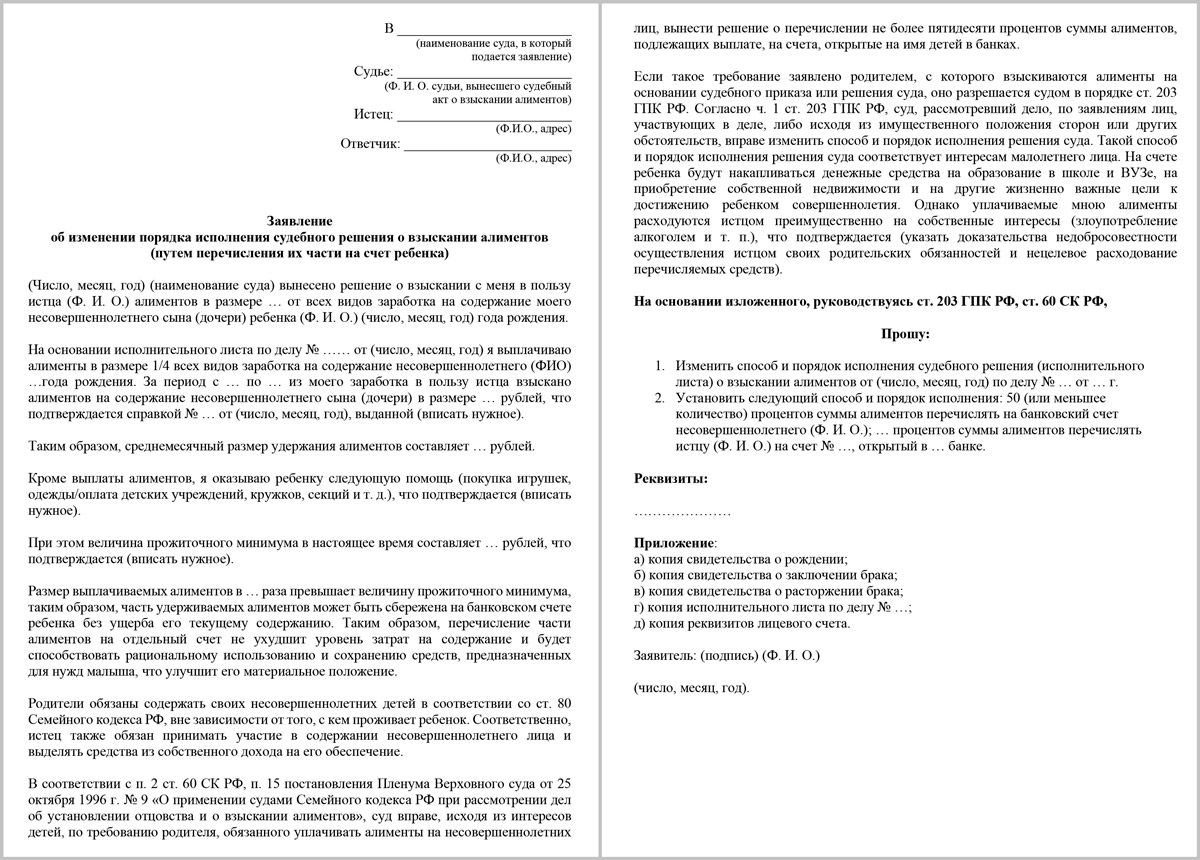 В
(наименование суда, в который
подается заявление)
Судье:
(Ф. И. О. судьи, вынесшего судебный
акт о взыскании алиментов)
Истец:
(Ф.И.О., адрес)
Ответчик:
(Ф.И.О., адрес)
Заявление
об изменении порядка исполнения судебного решения о взыскании алиментов
(путем перечисления их части на счет ребенка)
(Число, месяц, год) (наименование суда) вынесено решение о взыскании с меня в пользу
истца (Ф. И. О.) алиментов в размере … от всех видов заработка на содержание моего
несовершеннолетнего сына (дочери) ребенка (Ф. И. О.) (число, месяц, год) года рождения.
На основании исполнительного листа по делу № …… от (число, месяц, год) я выплачиваю
алименты в размере 1/4 всех видов заработка на содержание несовершеннолетнего (ФИО)
…года рождения. За период с … по … из моего заработка в пользу истца взыскано
алиментов на содержание несовершеннолетнего сына (дочери) в размере … рублей, что
подтверждается справкой № … от (число, месяц, год), выданной (вписать нужное).
Таким образом, среднемесячный размер удержания алиментов составляет … рублей.
Кроме выплаты алиментов, я оказываю ребенку следующую помощь (покупка игрушек,
одежды/оплата детских учреждений, кружков, секций и т. д.), что подтверждается (вписать
нужное).
При этом величина прожиточного минимума в настоящее время составляет … рублей, что
подтверждается (вписать нужное).
Размер выплачиваемых алиментов в … раза превышает величину прожиточного минимума,
таким образом, часть удерживаемых алиментов может быть сбережена на банковском счете
ребенка без ущерба его текущему содержанию. Таким образом, перечисление части
алиментов на отдельный счет не ухудшит уровень затрат на содержание и будет
способствовать рациональному использованию и сохранению средств, предназначенных
для нужд малыша, что улучшит его материальное положение.
Родители обязаны содержать своих несовершеннолетних детей в соответствии со ст. 80
Семейного кодекса РФ, вне зависимости от того, с кем проживает ребенок. Соответственно,
истец также обязан принимать участие в содержании несовершеннолетнего лица и
выделять средства из собственного дохода на его обеспечение.
В соответствии с п. 2 ст. 60 СК РФ, п. 15 постановления Пленума Верховного суда от 25
октября 1996 г. № 9 «О применении судами Семейного кодекса РФ при рассмотрении дел
об установлении отцовства и о взыскании алиментов», суд вправе, исходя из интересов
детей, по требованию родителя, обязанного уплачивать алименты на несовершеннолетних
лиц, вынести решение о перечислении не более пятидесяти процентов суммы алиментов,
подлежащих выплате, на счета, открытые на имя детей в банках.
Если такое требование заявлено родителем, с которого взыскиваются алименты на
основании судебного приказа или решения суда, оно разрешается судом в порядке ст. 203
ГПК РФ. Согласно ч. 1 ст. 203 ГПК РФ, суд, рассмотревший дело, по заявлениям лиц,
участвующих в деле, либо исходя из имущественного положения сторон или других
обстоятельств, вправе изменить способ и порядок исполнения решения суда. Такой способ
и порядок исполнения решения суда соответствует интересам малолетнего лица. На счете
ребенка будут накапливаться денежные средства на образование в школе и ВУЗе, на
приобретение собственной недвижимости и на другие жизненно важные цели к
достижению ребенком совершеннолетия. Однако уплачиваемые мною алименты
расходуются истцом преимущественно на собственные интересы (злоупотребление
алкоголем и т. п.), что подтверждается (указать доказательства недобросовестности
осуществления истцом своих родительских обязанностей и нецелевое расходование
перечисляемых средств).
На основании изложенного, руководствуясь ст. 203 ГПК РФ, ст. 60 СК РФ,
Прошу:
1. Изменить способ и порядок исполнения судебного решения (исполнительного
листа) о взыскании алиментов от (число, месяц, год) по делу № … от … г.
2. Установить следующий способ и порядок исполнения: 50 (или меньшее
количество) процентов суммы алиментов перечислять на банковский счет
несовершеннолетнего (Ф. И. О.); … процентов суммы алиментов перечислять
истцу (Ф. И. О.) на счет № …, открытый в … банке.
Реквизиты:
…………………
Приложение:
а) копия свидетельства о рождении;
б) копия свидетельства о заключении брака;
в) копия свидетельства о расторжении брака;
г) копия исполнительного листа по делу № …;
д) копия реквизитов лицевого счета.
Заявитель: (подпись) (Ф. И. О.)
(число, месяц, год).